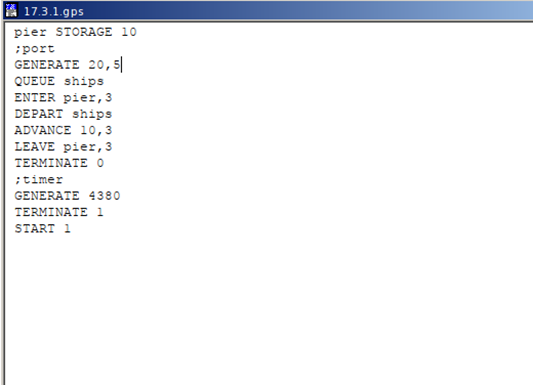 17.3.1.gps
pier STORAGE 10
;port
GENERATE 20,5
QUEUE ships
ENTER pier,3
DEPART ships
ADVANCE 10,3
LEAVE pier,3
TERMINATE 0
;timer
GENERATE 4380
TERMINATE 1
START 1